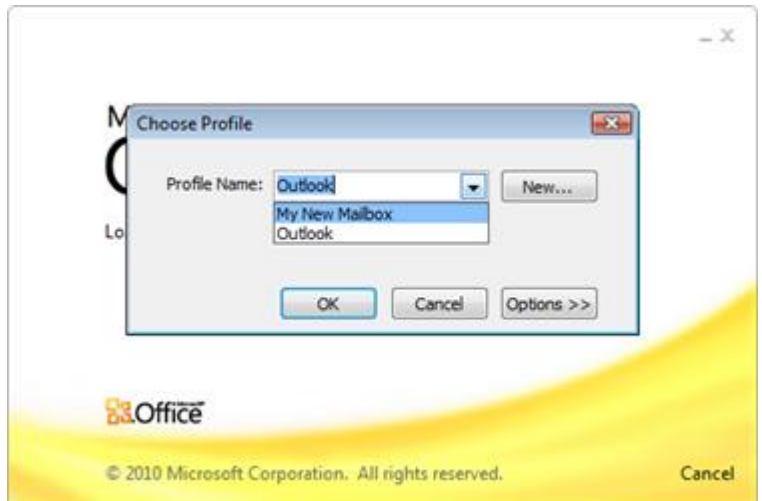 M
Choose Profile
Profile Name: Outlook New...
My New Mailbox
Outlook
Lo
OK Cancel Options >>
Office
© 2010 Microsoft Corporation. All rights reserved. Cancel